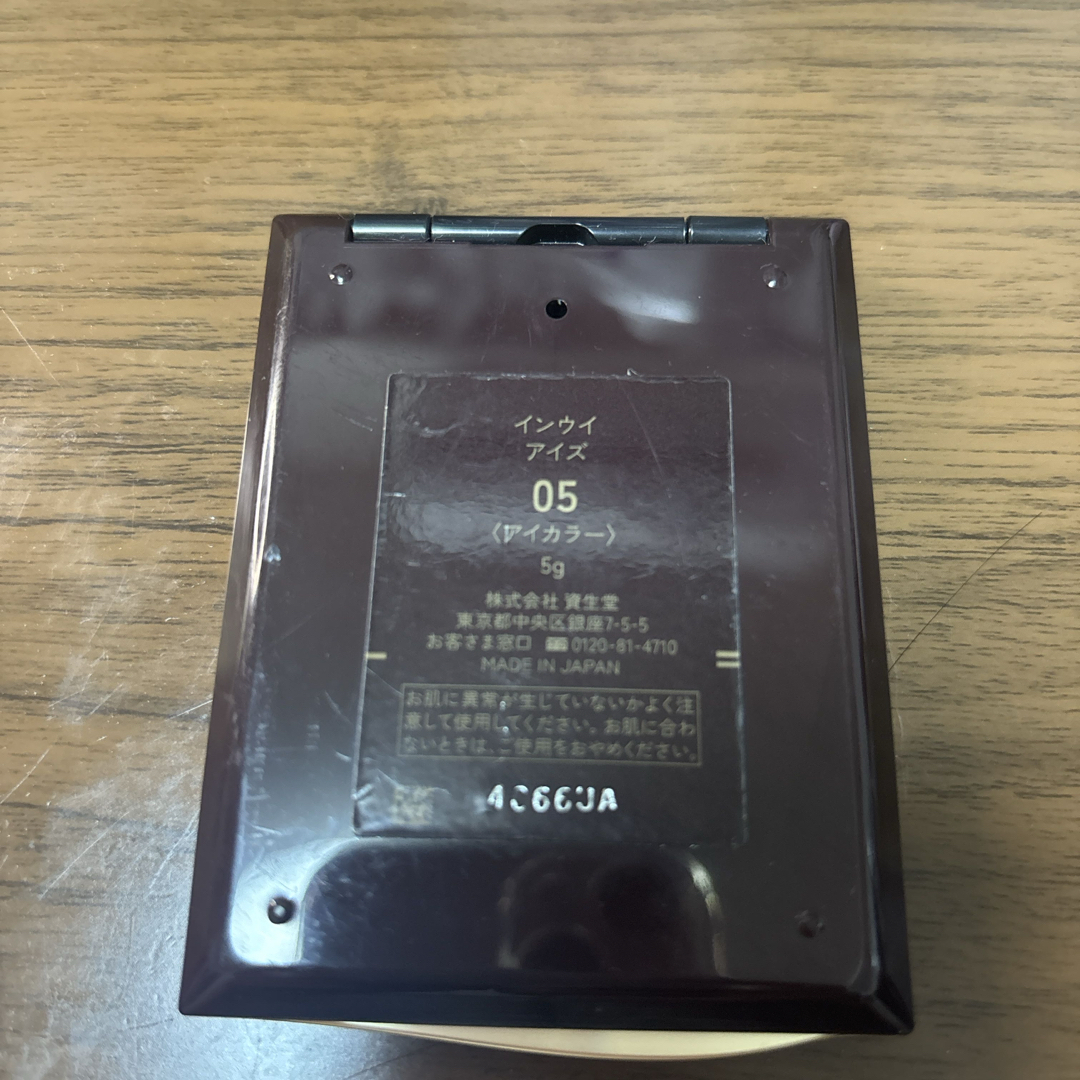 インウイ
アイズ
05
〈アイカラー〉
5g
株式会社 資生堂
東京都中央区銀座7-5-5
お客さま窓口 ☎0120-81-4710
MADE IN JAPAN
お肌に異常が生じていないかよく注
意して使用してください。お肌に合わ
ないときは、ご使用をおやめください。